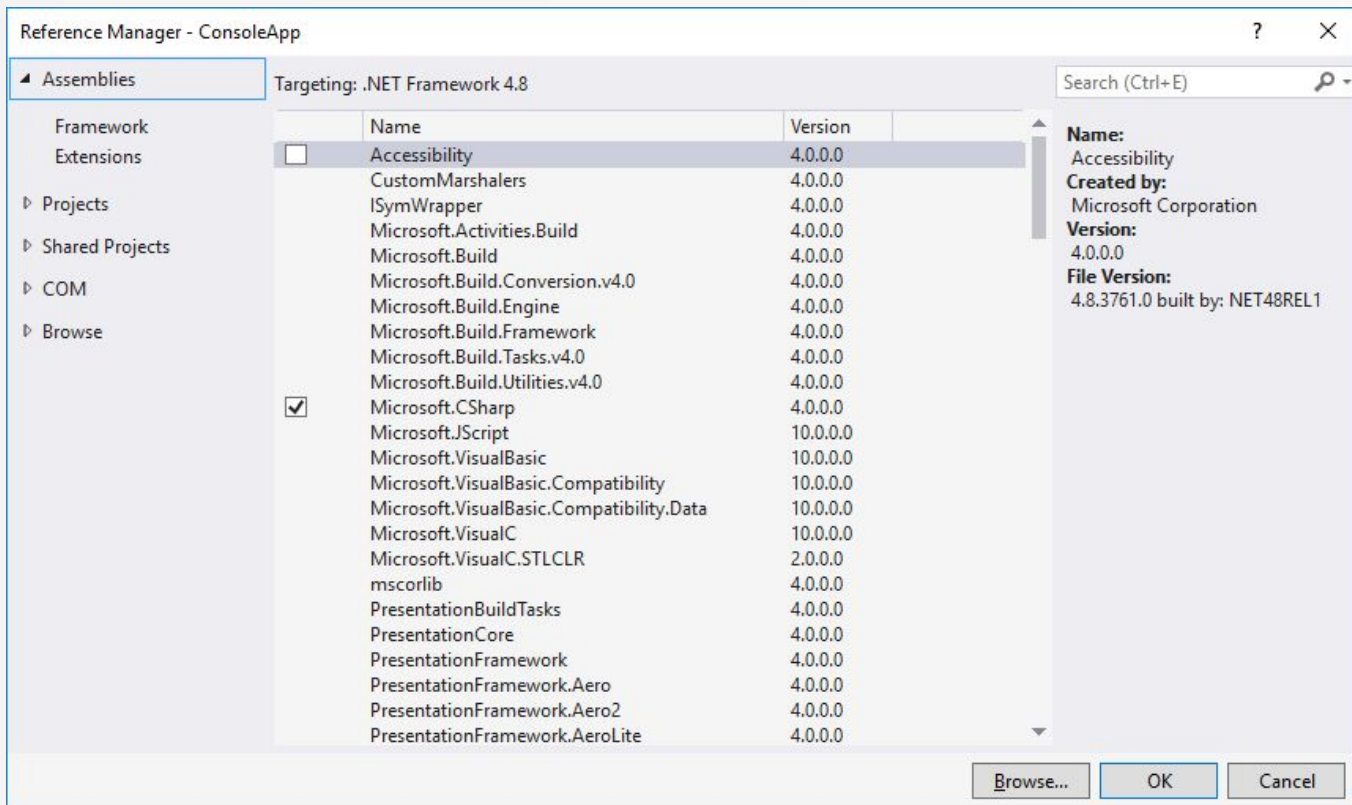 Reference Manager - ConsoleApp ? ×
Assemblies
Framework
Extensions
Projects
Shared Projects
COM
Browse
Targeting: .NET Framework 4.8
Name Version
Accessibility 4.0.0.0
CustomMarshalers 4.0.0.0
ISymWrapper 4.0.0.0
Microsoft.Activities.Build 4.0.0.0
Microsoft.Build 4.0.0.0
Microsoft.Build.Conversion.v4.0 4.0.0.0
Microsoft.Build.Engine 4.0.0.0
Microsoft.Build.Framework 4.0.0.0
Microsoft.Build.Tasks.v4.0 4.0.0.0
Microsoft.Build.Utilities.v4.0 4.0.0.0
Microsoft.CSharp 4.0.0.0
Microsoft.JScript 10.0.0.0
Microsoft.VisualBasic 10.0.0.0
Microsoft.VisualBasic.Compatibility 10.0.0.0
Microsoft.VisualBasic.Compatibility.Data 10.0.0.0
Microsoft.VisualC 10.0.0.0
Microsoft.VisualC.STLCLR 2.0.0.0
mscorlib 4.0.0.0
PresentationBuildTasks 4.0.0.0
PresentationCore 4.0.0.0
PresentationFramework 4.0.0.0
PresentationFramework.Aero 4.0.0.0
PresentationFramework.Aero2 4.0.0.0
PresentationFramework.AeroLite 4.0.0.0
Search (Ctrl+E)
Name:
Accessibility
Created by:
Microsoft Corporation
Version:
4.0.0.0
File Version:
4.8.3761.0 built by: NET48REL1
Browse... OK Cancel